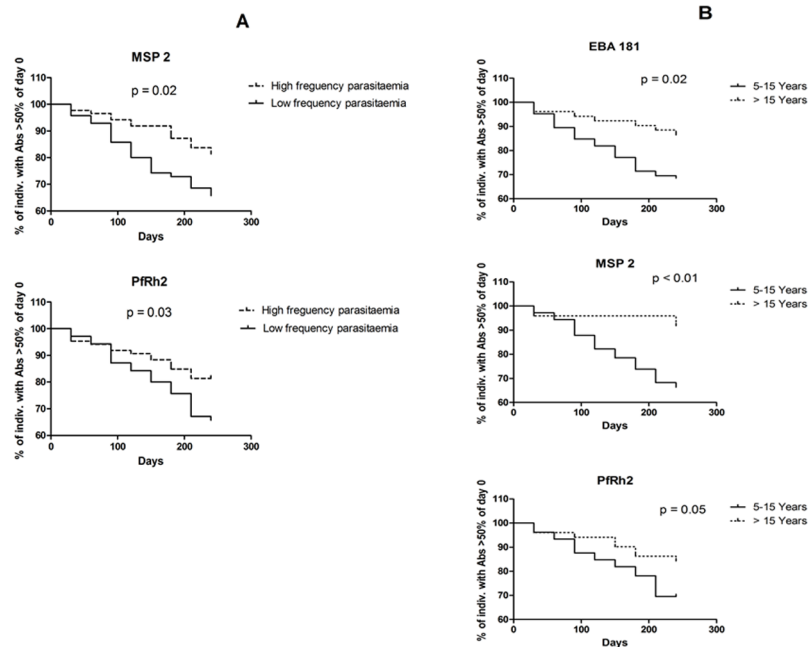 A
MSP 2
p = 0.02
High freguency parasitaemia
Low frequency parasitaemia
% of indiv. with Abs >50% of day 0
110
100
90
80
70
60
0
100
200
300
Days
PfRh2
p = 0.03
High freguency parasitaemia
Low frequency parasitaemia
% of indiv. with Abs >50% of day 0
110
100
90
80
70
60
0
100
200
300
Days
B
EBA 181
p = 0.02
5-15 Years
> 15 Years
% of indiv. with Abs >50% of day 0
110
100
90
80
70
60
0
100
200
300
Days
MSP 2
p < 0.01
5-15 Years
> 15 Years
% of indiv. with Abs >50% of day 0
110
100
90
80
70
60
0
100
200
300
Days
PfRh2
p = 0.05
5-15 Years
> 15 Years
% of indiv. with Abs >50% of day 0
110
100
90
80
70
60
0
100
200
300
Days